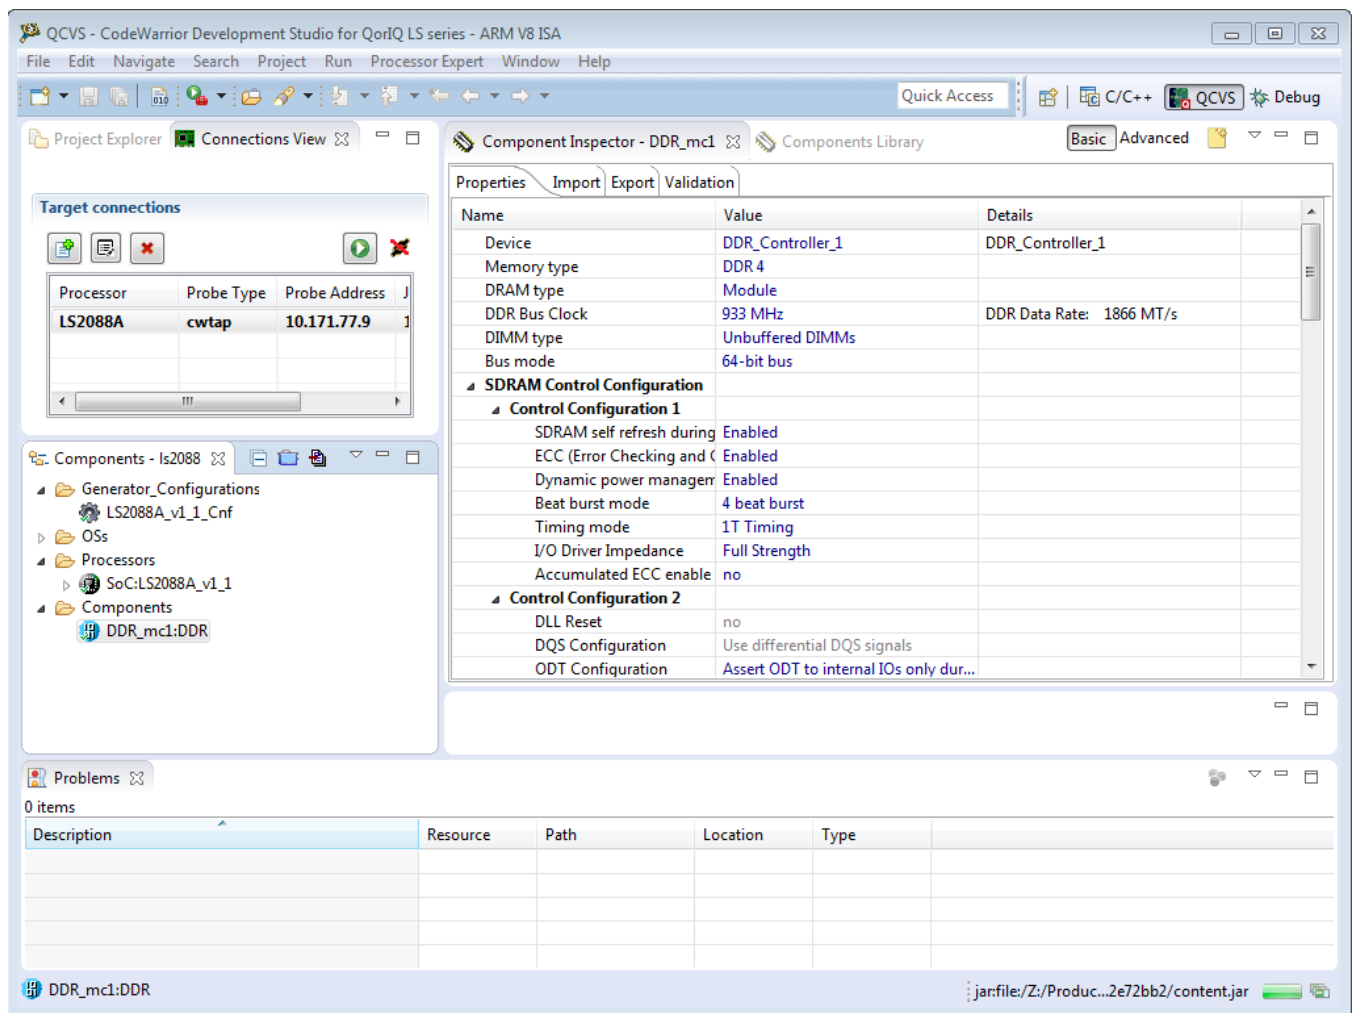 QCVS - CodeWarrior Development Studio for QorIQ LS series - ARM V8 ISA
File Edit Navigate Search Project Run Processor Expert Window Help
Quick Access
C/C++
QCVS
Debug
Project Explorer
Connections View
Target connections
Processor Probe Type Probe Address J
LS2088A cwtap 10.171.77.9 1
Components - ls2088
Generator_Configurations
LS2088A_v1_1_Cnf
OSs
Processors
SoC:LS2088A_v1_1
Components
DDR_mc1:DDR
Component Inspector - DDR_mc1
Components Library
Basic Advanced
Properties Import Export Validation
Name Value Details
Device DDR_Controller_1 DDR_Controller_1
Memory type DDR 4
DRAM type Module
DDR Bus Clock 933 MHz DDR Data Rate: 1866 MT/s
DIMM type Unbuffered DIMMs
Bus mode 64-bit bus
SDRAM Control Configuration
Control Configuration 1
SDRAM self refresh during Enabled
ECC (Error Checking and C Enabled
Dynamic power managem Enabled
Beat burst mode 4 beat burst
Timing mode 1T Timing
I/O Driver Impedance Full Strength
Accumulated ECC enable no
Control Configuration 2
DLL Reset no
DQS Configuration Use differential DQS signals
ODT Configuration Assert ODT to internal IOs only dur...
Problems
0 items
Description Resource Path Location Type
DDR_mc1:DDR
jar:file:/Z:/Produc...2e72bb2/content.jar